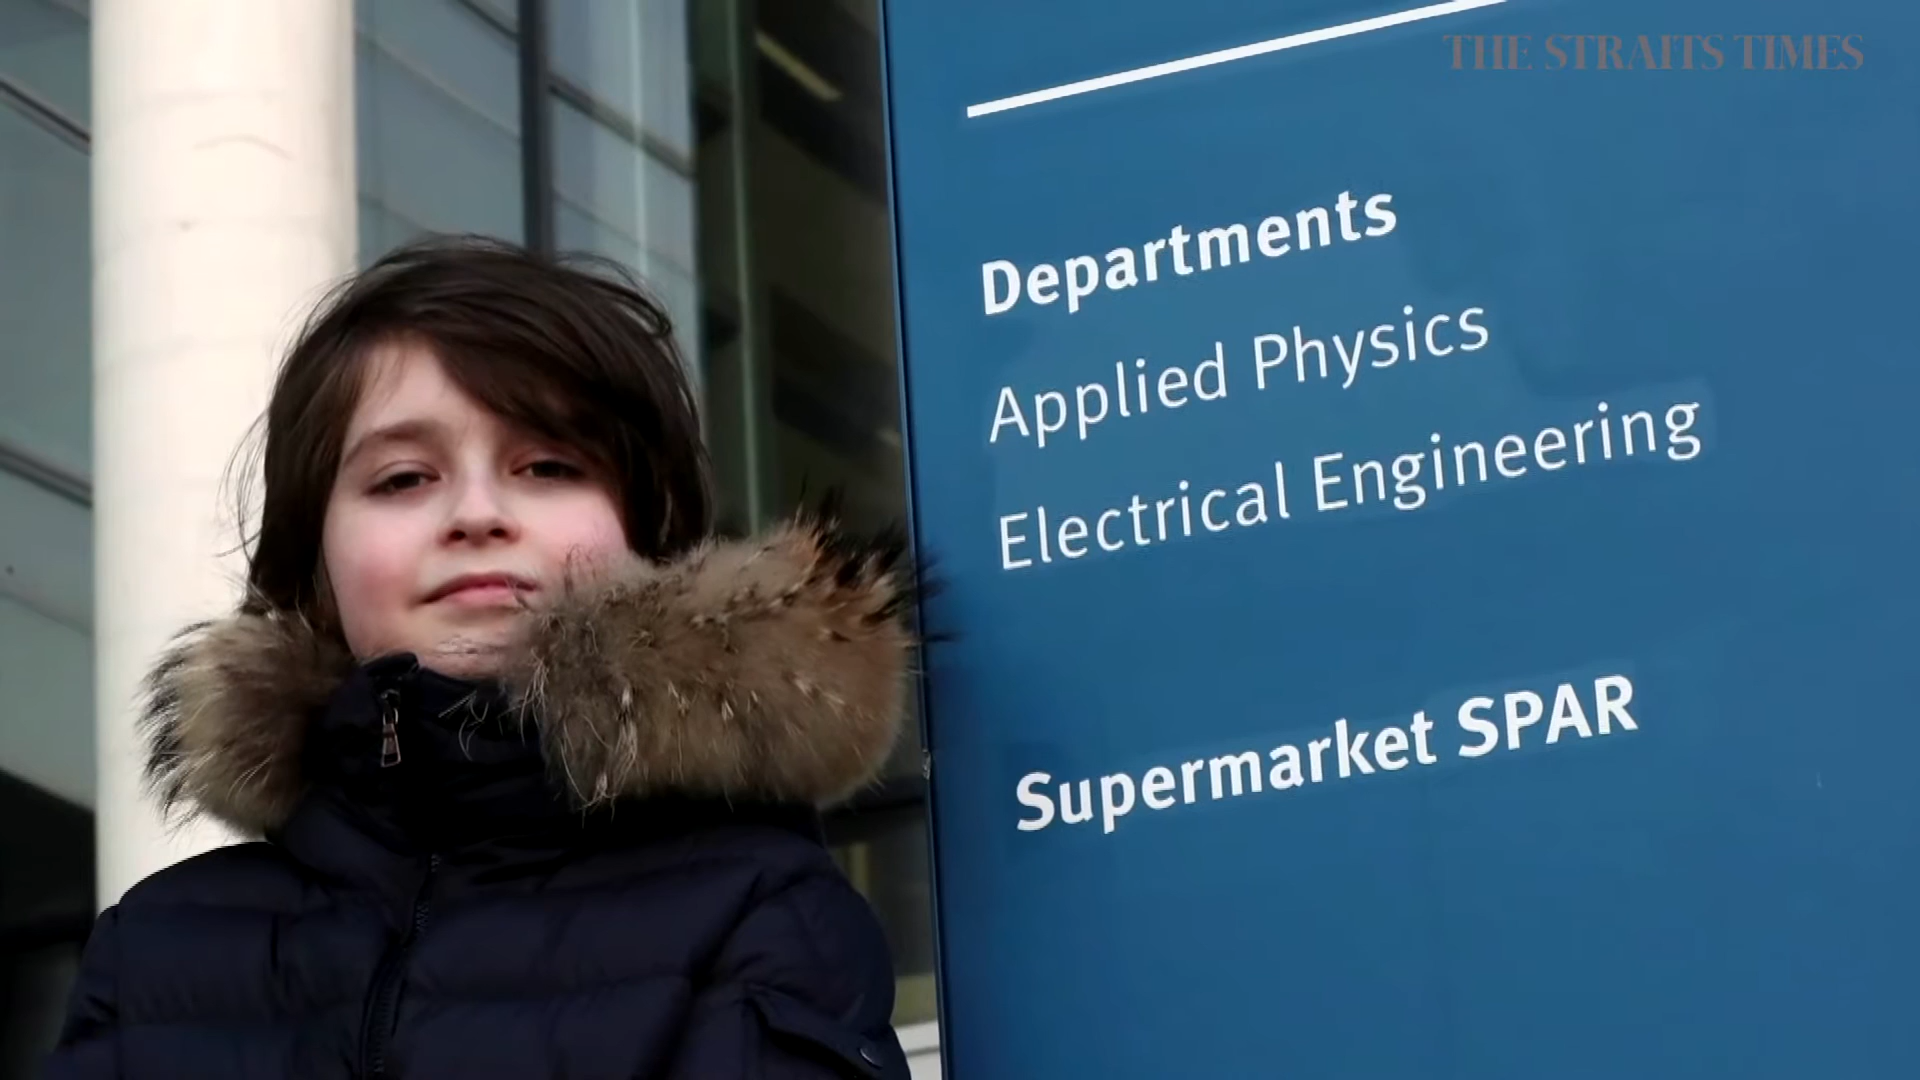 THE STRAITS TIMES
Departments
Applied Physics
Electrical Engineering
Supermarket SPAR